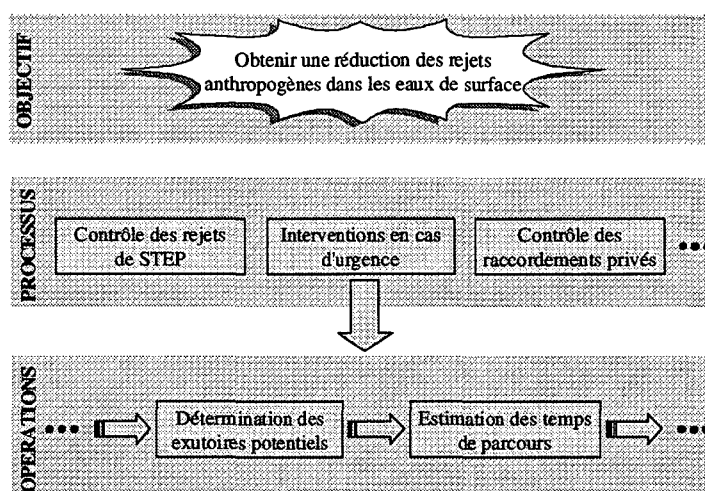 OBJECTIF
Obtenir une réduction des rejets
anthropogènes dans les eaux de surface
PROCESSUS
Contrôle des rejets
de STEP
Interventions en cas
d'urgence
Contrôle des
raccordements privés
•••
OPERATIONS
•••
Détermination des
exutoires potentiels
Estimation des temps
de parcours
•••